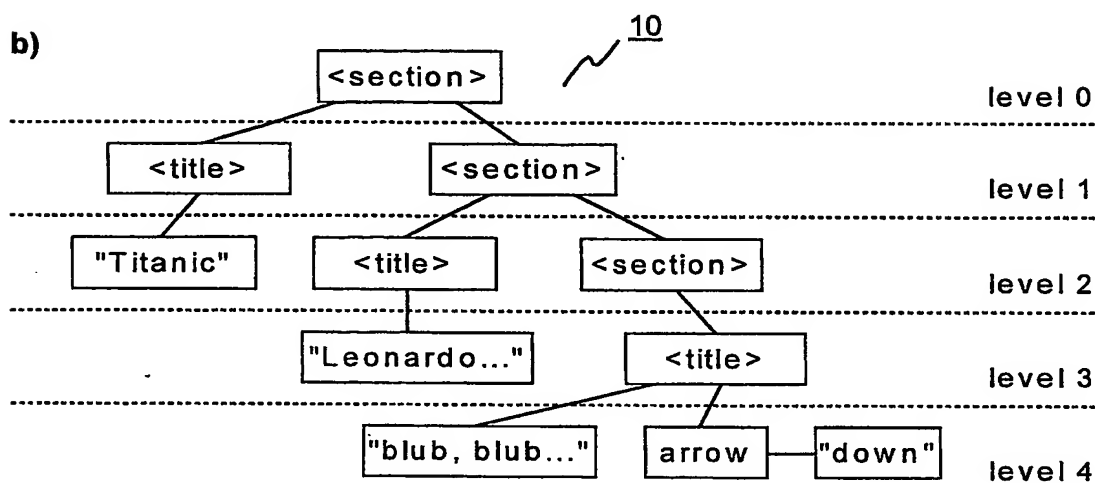 b)
10
<section>
level 0
<title> <section>
level 1
"Titanic" <title> <section>
level 2
"Leonardo..." <title>
level 3
"blub, blub..." arrow "down"
level 4